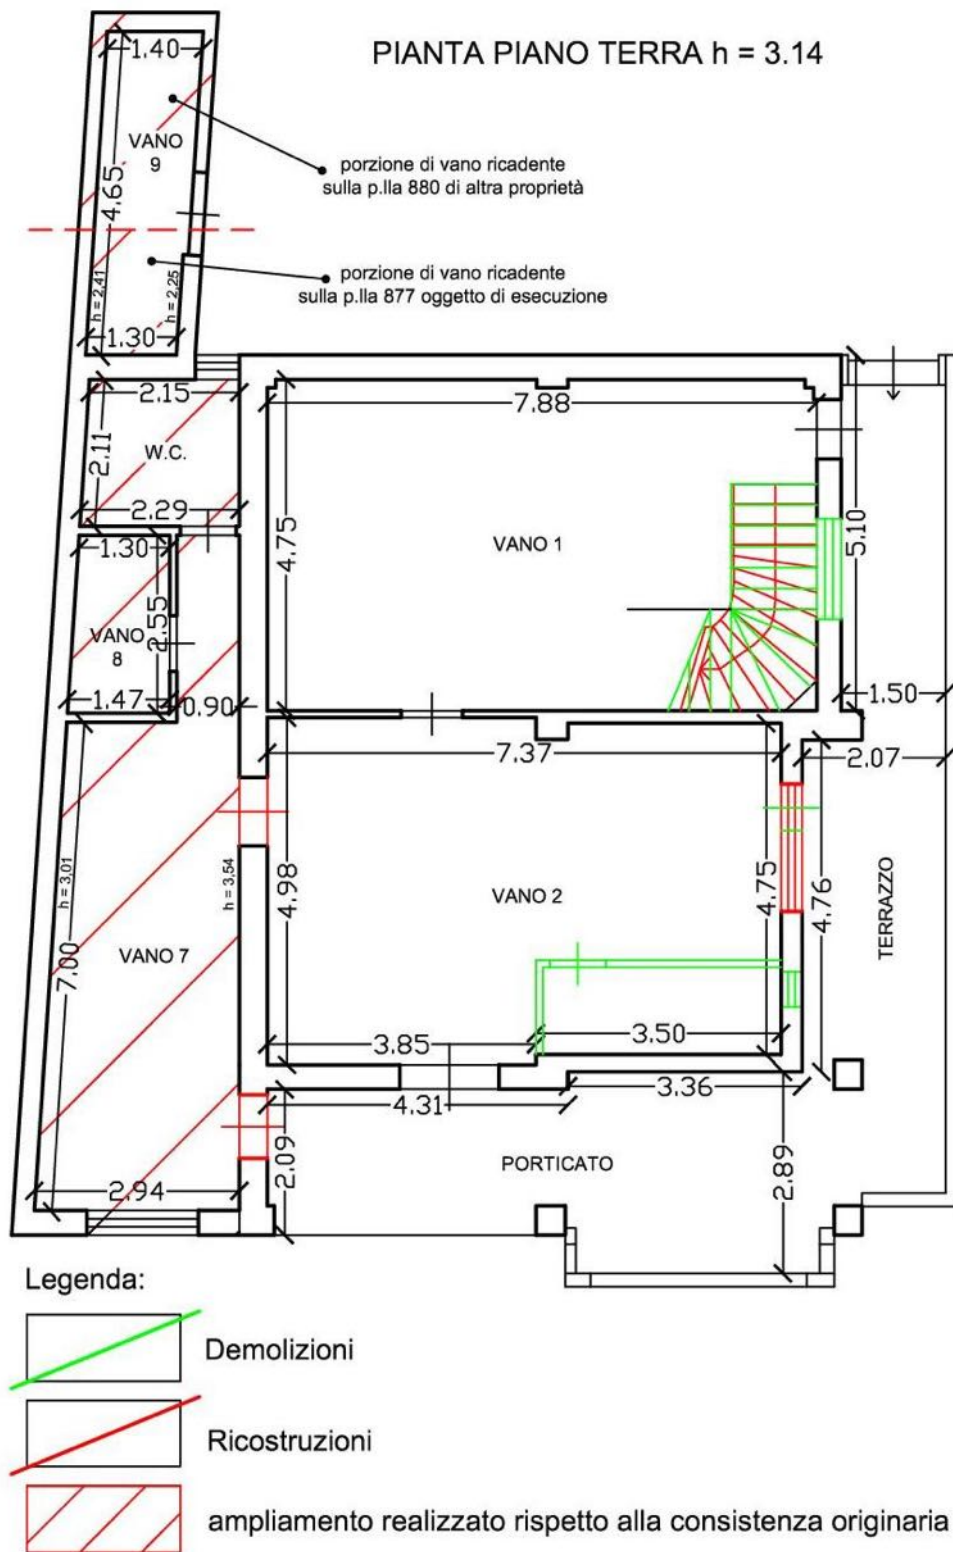 PIANTA PIANO TERRA h = 3.14
1.40
VANO
9
4.65
porzione di vano ricadente
sulla p.lla 880 di altra proprietà
porzione di vano ricadente
sulla p.lla 877 oggetto di esecuzione
h = 2,41
h = 2,25
1.30
2.15
7.88
W.C.
2.11
2.29
1.30
4.75
VANO 1
5.10
VANO
8
2.55
1.47
0.90
1.50
7.37
2.07
h = 3,01
h = 3,54
4.98
VANO 2
4.75
4.76
TERRAZZO
VANO 7
7.00
3.85
3.50
4.31
3.36
2.09
PORTICATO
2.89
2.94
Legenda:
Demolizioni
Ricostruzioni
ampliamento realizzato rispetto alla consistenza originaria